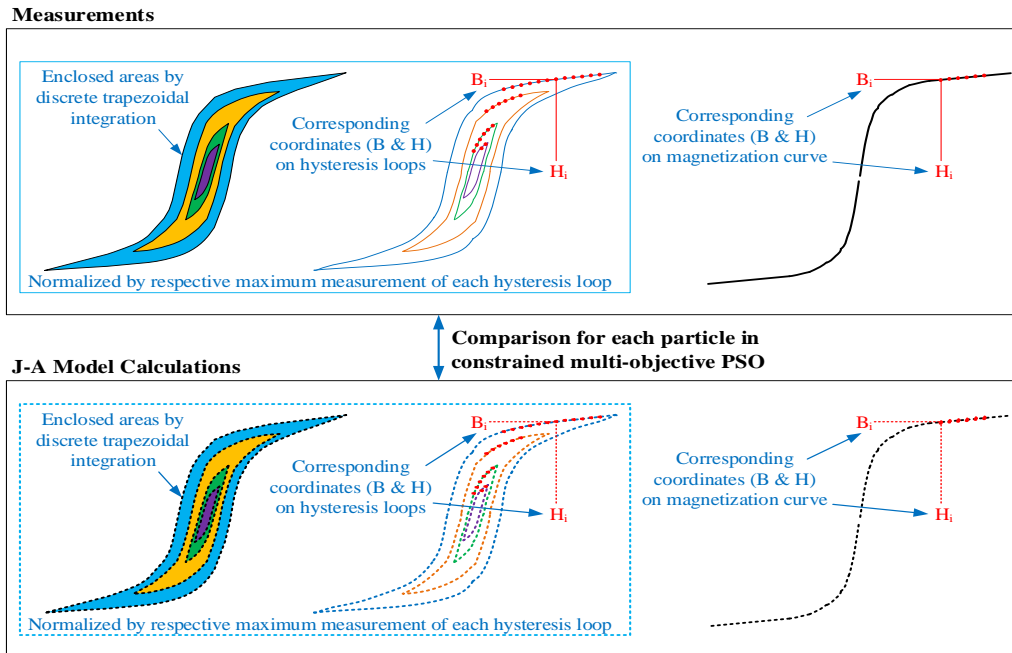 Measurements
Enclosed areas by
discrete trapezoidal
integration
Bᵢ
Corresponding
coordinates (B & H)
on hysteresis loops
Hᵢ
Normalized by respective maximum measurement of each hysteresis loop
Bᵢ
Corresponding
coordinates (B & H)
on magnetization curve
Hᵢ
Comparison for each particle in
constrained multi-objective PSO
J-A Model Calculations
Enclosed areas by
discrete trapezoidal
integration
Bᵢ
Corresponding
coordinates (B & H)
on hysteresis loops
Hᵢ
Normalized by respective maximum measurement of each hysteresis loop
Bᵢ
Corresponding
coordinates (B & H)
on magnetization curve
Hᵢ